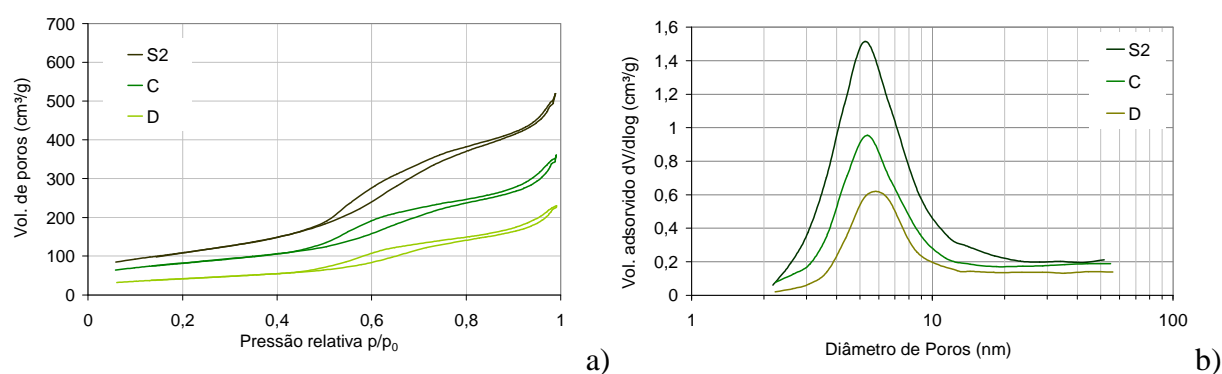 700
600
500
400
300
200
100
0
0
0,2
0,4
0,6
0,8
1
Vol. de poros (cm³/g)
Pressão relativa p/p₀
S2
C
D
a)
1,6
1,4
1,2
1
0,8
0,6
0,4
0,2
0
1
10
100
Vol. adsorvido dV/dlog (cm³/g)
Diâmetro de Poros (nm)
S2
C
D
b)